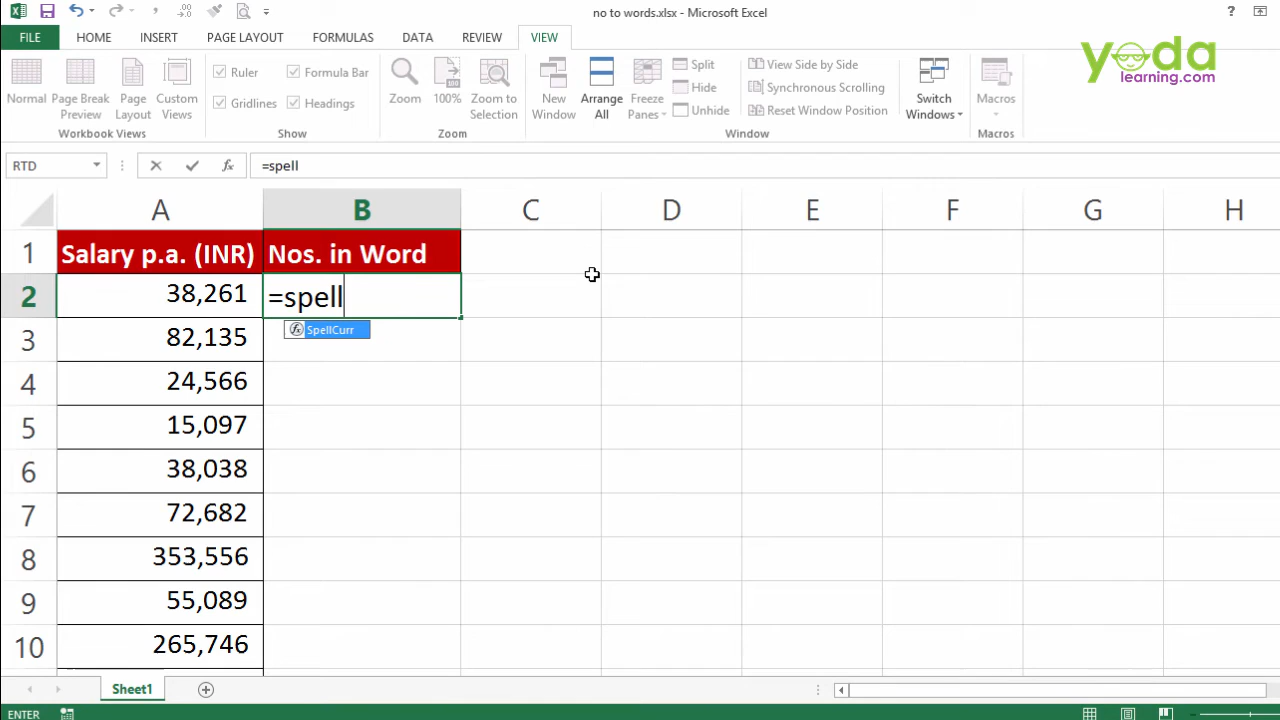 no to words.xlsx - Microsoft Excel
?
yoda
learning.com
FILE HOME INSERT PAGE LAYOUT FORMULAS DATA REVIEW VIEW
Normal
Page Break
Preview
Page
Layout
Custom
Views
Workbook Views
Ruler
Formula Bar
Gridlines
Headings
Show
Zoom
100%
Zoom to
Selection
Zoom
New
Window
Arrange
All
Freeze
Panes
Split
Hide
Unhide
View Side by Side
Synchronous Scrolling
Reset Window Position
Window
Switch
Windows
Macros
Macros
RTD fx =spell
A B C D E F G H
1 Salary p.a. (INR) Nos. in Word
2 38,261 =spell
fx SpellCurr
3 82,135
4 24,566
5 15,097
6 38,038
7 72,682
8 353,556
9 55,089
10 265,746
Sheet1
ENTER